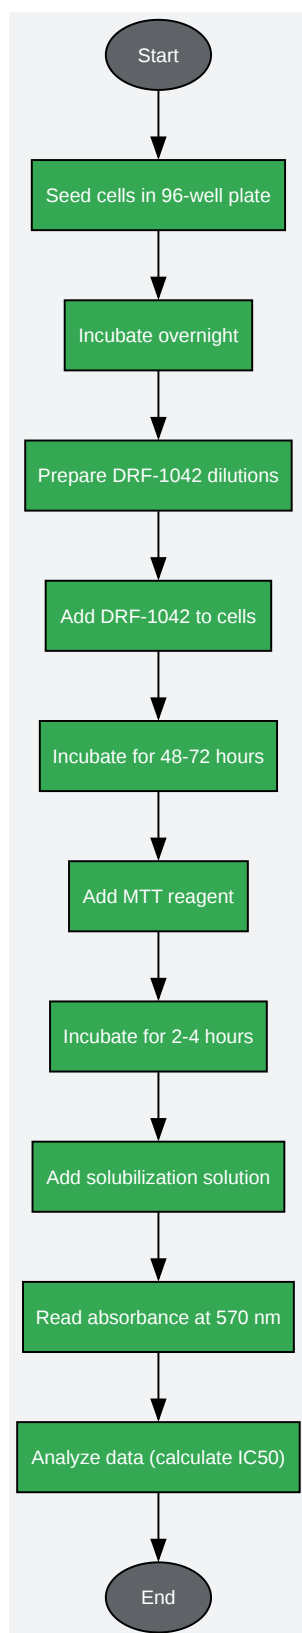 Start
Seed cells in 96-well plate
Incubate overnight
Prepare DRF-1042 dilutions
Add DRF-1042 to cells
Incubate for 48-72 hours
Add MTT reagent
Incubate for 2-4 hours
Add solubilization solution
Read absorbance at 570 nm
Analyze data (calculate IC50)
End